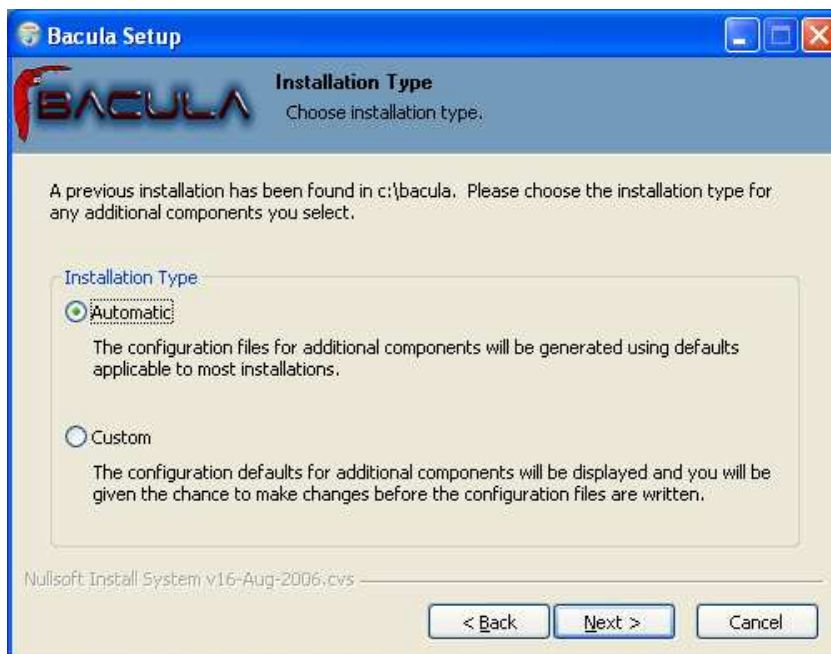 Bacula Setup
BACULA
Installation Type
Choose installation type.
A previous installation has been found in c:\bacula.  Please choose the installation type for
any additional components you select.
Installation Type
Automatic
The configuration files for additional components will be generated using defaults
applicable to most installations.
Custom
The configuration defaults for additional components will be displayed and you will be
given the chance to make changes before the configuration files are written.
Nullsoft Install System v16-Aug-2006.cvs
< Back
Next >
Cancel